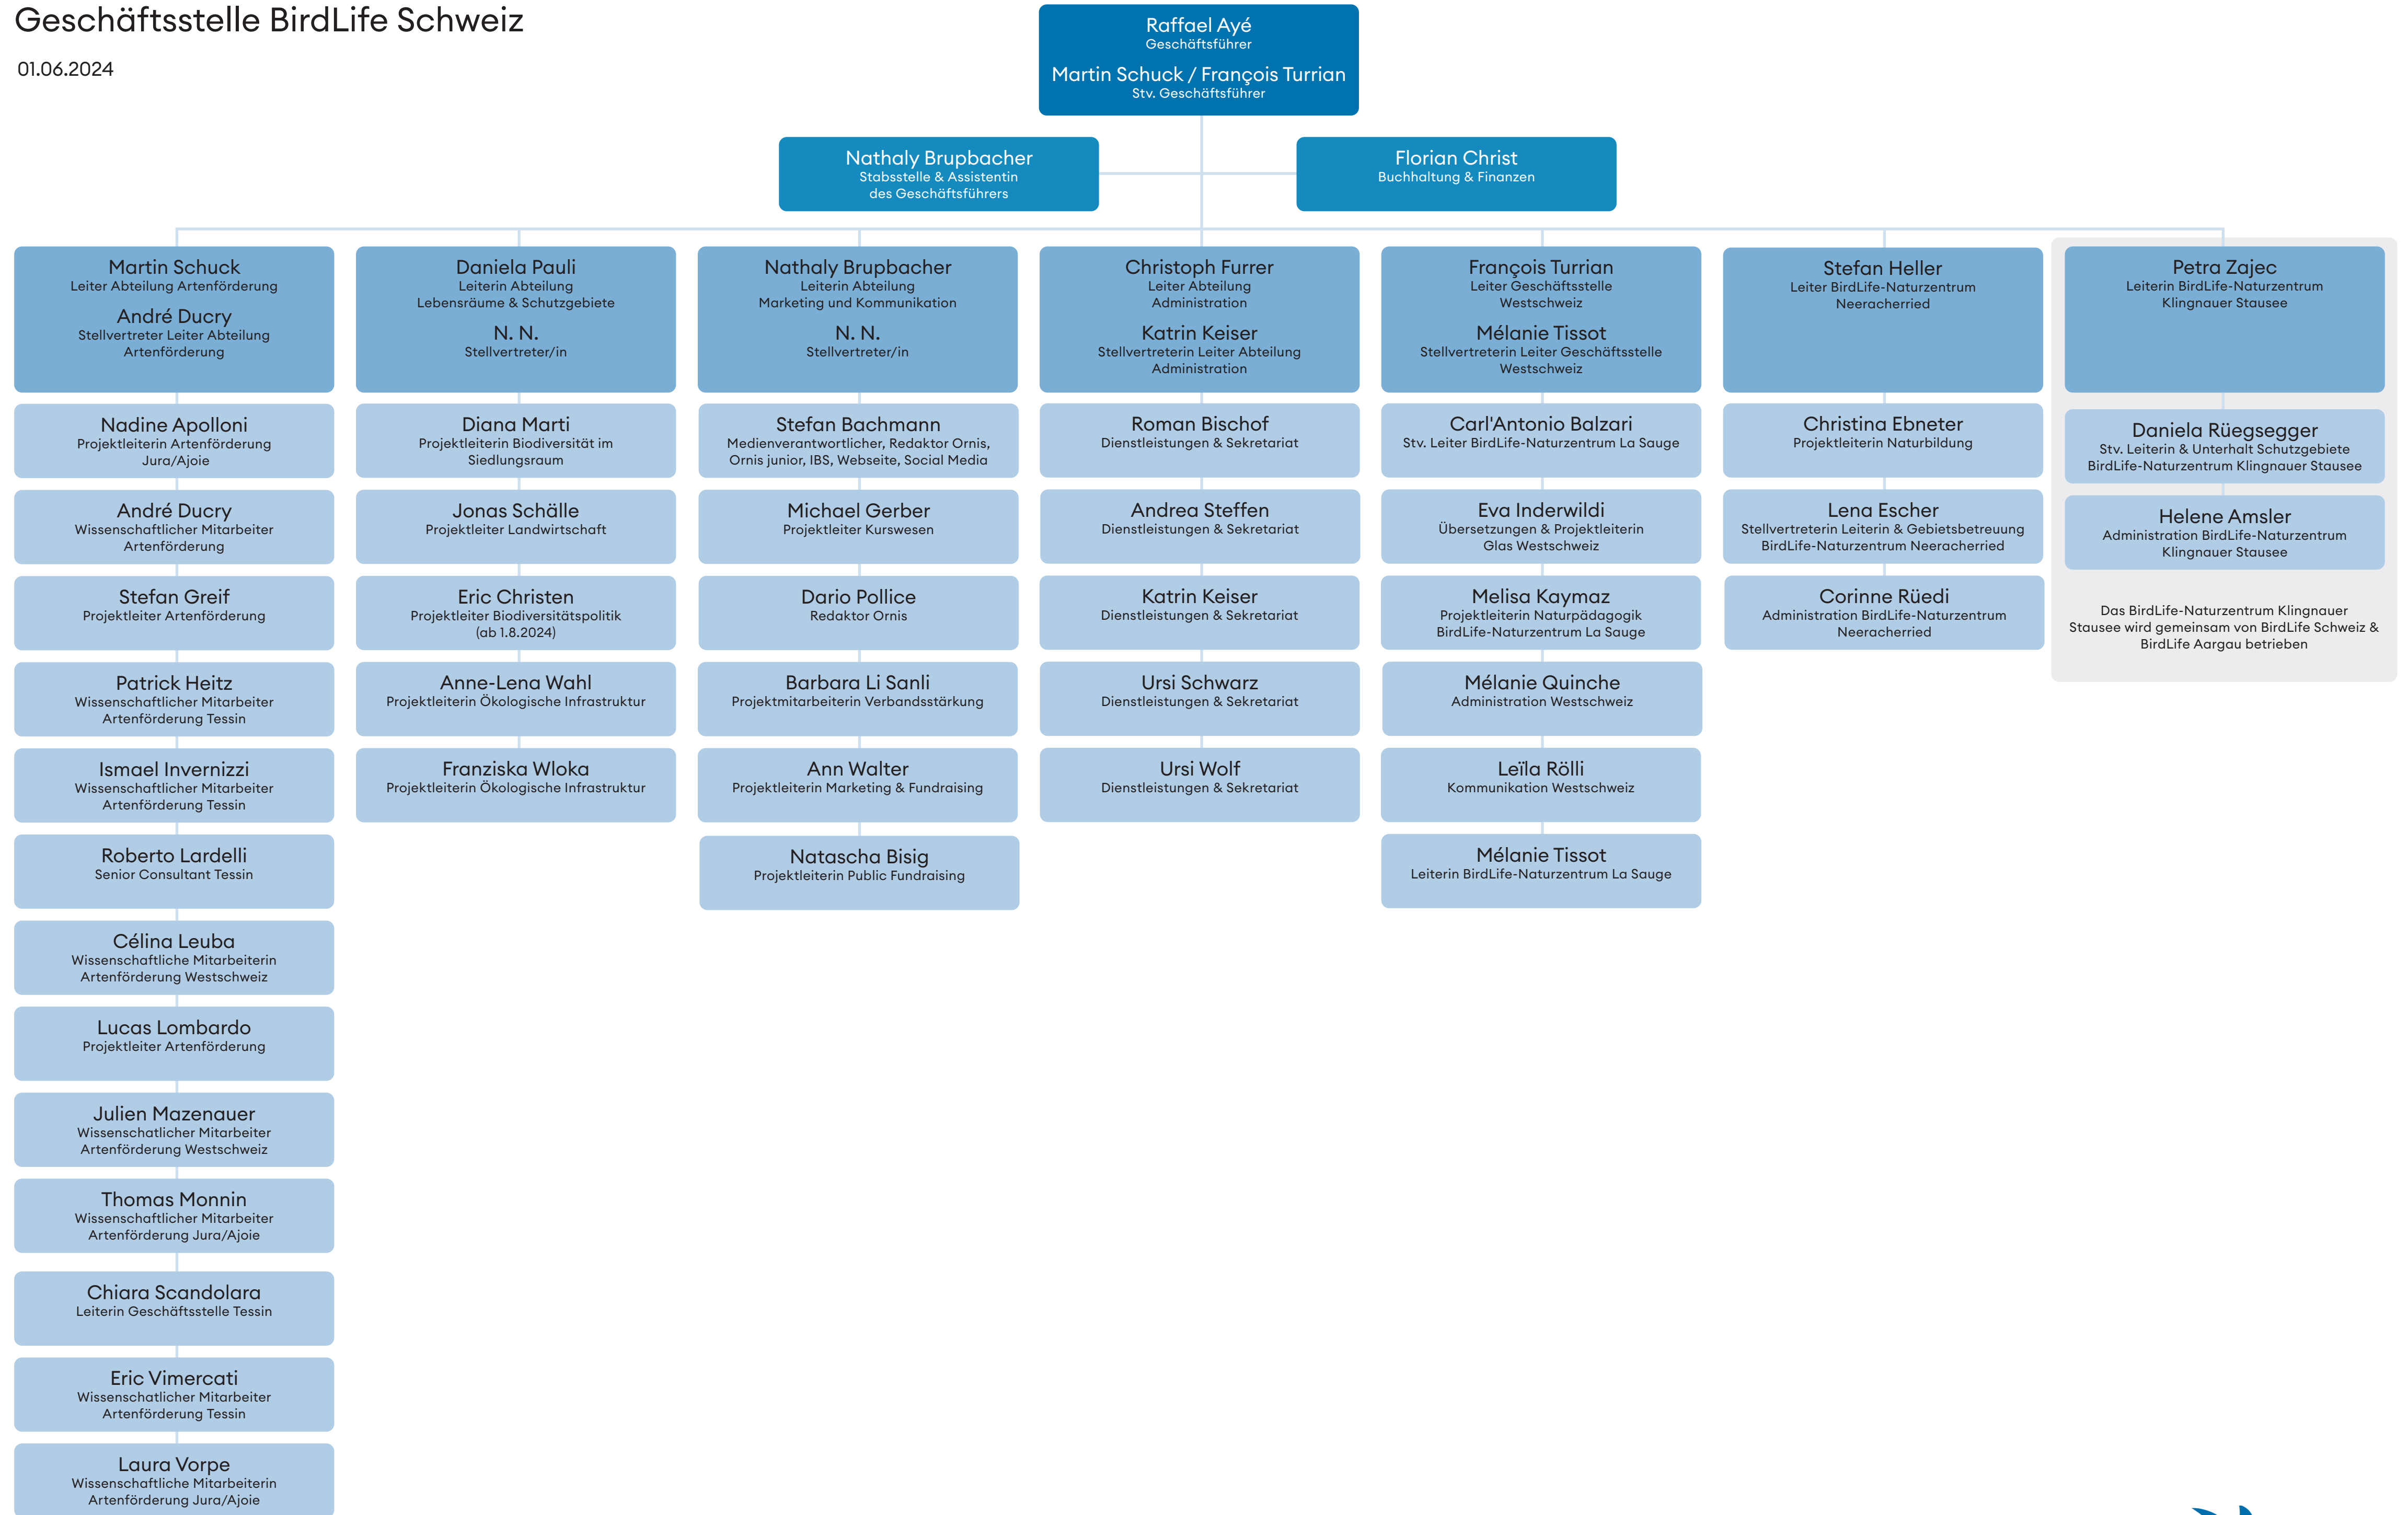 Geschäftsstelle BirdLife Schweiz
01.06.2024
Raffael Ayé
Geschäftsführer
Martin Schuck / François Turrian
Stv. Geschäftsführer
Nathaly Brupbacher
Stabsstelle & Assistentin
des Geschäftsführers
Florian Christ
Buchhaltung & Finanzen
Martin Schuck
Leiter Abteilung Artenförderung
André Ducry
Stellvertreter Leiter Abteilung
Artenförderung
Nadine Apolloni
Projektleiterin Artenförderung
Jura/Ajoie
André Ducry
Wissenschaftlicher Mitarbeiter
Artenförderung
Stefan Greif
Projektleiter Artenförderung
Patrick Heitz
Wissenschaftlicher Mitarbeiter
Artenförderung Tessin
Ismael Invernizzi
Wissenschaftlicher Mitarbeiter
Artenförderung Tessin
Roberto Lardelli
Senior Consultant Tessin
Célina Leuba
Wissenschaftliche Mitarbeiterin
Artenförderung Westschweiz
Lucas Lombardo
Projektleiter Artenförderung
Julien Mazenauer
Wissenschatlicher Mitarbeiter
Artenförderung Westschweiz
Thomas Monnin
Wissenschaftlicher Mitarbeiter
Artenförderung Jura/Ajoie
Chiara Scandolara
Leiterin Geschäftsstelle Tessin
Eric Vimercati
Wissenschatlicher Mitarbeiter
Artenförderung Tessin
Laura Vorpe
Wissenschaftliche Mitarbeiterin
Artenförderung Jura/Ajoie
Daniela Pauli
Leiterin Abteilung
Lebensräume & Schutzgebiete
N. N.
Stellvertreter/in
Diana Marti
Projektleiterin Biodiversität im
Siedlungsraum
Jonas Schälle
Projektleiter Landwirtschaft
Eric Christen
Projektleiter Biodiversitätspolitik
(ab 1.8.2024)
Anne-Lena Wahl
Projektleiterin Ökologische Infrastruktur
Franziska Wloka
Projektleiterin Ökologische Infrastruktur
Nathaly Brupbacher
Leiterin Abteilung
Marketing und Kommunikation
N. N.
Stellvertreter/in
Stefan Bachmann
Medienverantwortlicher, Redaktor Ornis,
Ornis junior, IBS, Webseite, Social Media
Michael Gerber
Projektleiter Kurswesen
Dario Pollice
Redaktor Ornis
Barbara Li Sanli
Projektmitarbeiterin Verbandsstärkung
Ann Walter
Projektleiterin Marketing & Fundraising
Natascha Bisig
Projektleiterin Public Fundraising
Christoph Furrer
Leiter Abteilung
Administration
Katrin Keiser
Stellvertreterin Leiter Abteilung
Administration
Roman Bischof
Dienstleistungen & Sekretariat
Andrea Steffen
Dienstleistungen & Sekretariat
Katrin Keiser
Dienstleistungen & Sekretariat
Ursi Schwarz
Dienstleistungen & Sekretariat
Ursi Wolf
Dienstleistungen & Sekretariat
François Turrian
Leiter Geschäftsstelle
Westschweiz
Mélanie Tissot
Stellvertreterin Leiter Geschäftsstelle
Westschweiz
Carl'Antonio Balzari
Stv. Leiter BirdLife-Naturzentrum La Sauge
Eva Inderwildi
Übersetzungen & Projektleiterin
Glas Westschweiz
Melisa Kaymaz
Projektleiterin Naturpädagogik
BirdLife-Naturzentrum La Sauge
Mélanie Quinche
Administration Westschweiz
Leïla Rölli
Kommunikation Westschweiz
Mélanie Tissot
Leiterin BirdLife-Naturzentrum La Sauge
Stefan Heller
Leiter BirdLife-Naturzentrum
Neeracherried
Christina Ebneter
Projektleiterin Naturbildung
Lena Escher
Stellvertreterin Leiterin & Gebietsbetreuung
BirdLife-Naturzentrum Neeracherried
Corinne Rüedi
Administration BirdLife-Naturzentrum
Neeracherried
Petra Zajec
Leiterin BirdLife-Naturzentrum
Klingnauer Stausee
Daniela Rüegsegger
Stv. Leiterin & Unterhalt Schutzgebiete
BirdLife-Naturzentrum Klingnauer Stausee
Helene Amsler
Administration BirdLife-Naturzentrum
Klingnauer Stausee
Das BirdLife-Naturzentrum Klingnauer
Stausee wird gemeinsam von BirdLife Schweiz &
BirdLife Aargau betrieben